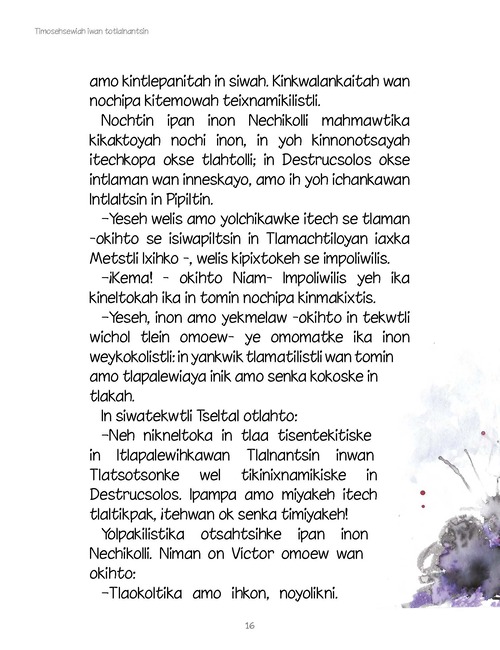 Timosehsewiah iwan totlalnantsin
amo kintlepanitah in siwah. Kinkwalankaitah wan
nochipa kitemowah teixnamikilistli.
Nochtin ipan inon Nechikolli mahmawtika
kikaktoyah nochi inon, in yoh kinnonotsayah
itechkopa okse tlahtolli; in Destrucsolos okse
intlaman wan inneskayo, amo ih yoh ichankawan
Intlaltsin in Pipiltin.
–Yeseh welis amo yolchikawke itech se tlaman
-okihto se isiwapiltsin in Tlamachtiloyan iaxka
Metstli Ixihko -, welis kipixtokeh se impoliwilis.
–¡Kema! - okihto Niam- Impoliwilis yeh ika
kineltokah ika in tomin nochipa kinmakixtis.
–Yeseh, inon amo yekmelaw -okihto in tekwtli
wichol tlein omoew- ye omomatke ika inon
weykokolistli: in yankwik tlamatilistli wan tomin
amo tlapalewiaya inik amo senka kokoske in
tlakah.
In siwatekwtli Tseltal otlahto:
–Neh nikneltoka in tlaa tisentekitiske
in Itlapalewihkawan Tlalnantsin inwan
Tlatsotsonke wel tikinixnamikiske in
Destrucsolos. Ipampa amo miyakeh itech
tlaltikpak, ¡tehwan ok senka timiyakeh!
Yolpakilistika otsahtsihke ipan inon
Nechikolli. Niman on Victor omoew wan
okihto:
–Tlaokoltika amo ihkon, noyolikni.
16